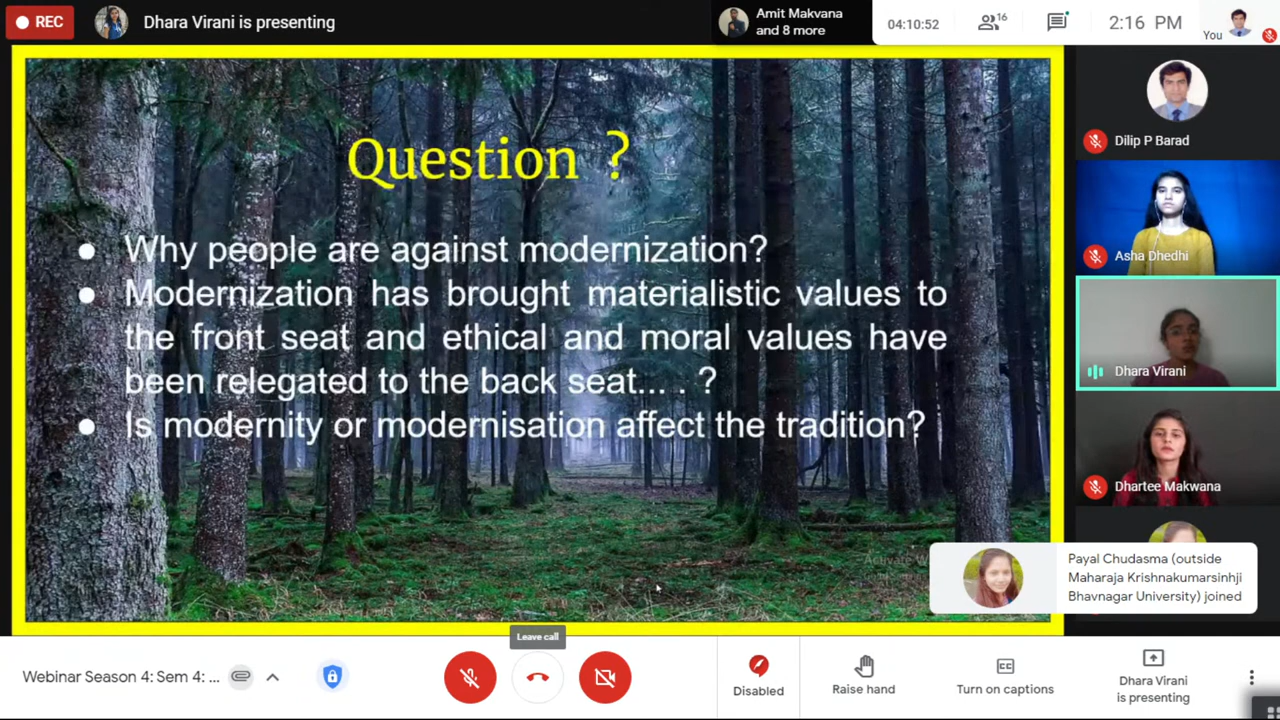 REC
Dhara Virani is presenting
Amit Makvana
and 8 more
04:10:52
16
2:16 PM
You
Question ?
Why people are against modernization?
Modernization has brought materialistic values to
the front seat and ethical and moral values have
been relegated to the back seat... . ?
Is modernity or modernisation affect the tradition?
Dilip P Barad
Asha Dhedhi
Dhara Virani
Dhartee Makwana
Payal Chudasma (outside
Maharaja Krishnakumarsinhji
Bhavnagar University) joined
Leave call
Webinar Season 4: Sem 4: ...
Disabled
Raise hand
CC
Turn on captions
Dhara Virani
is presenting